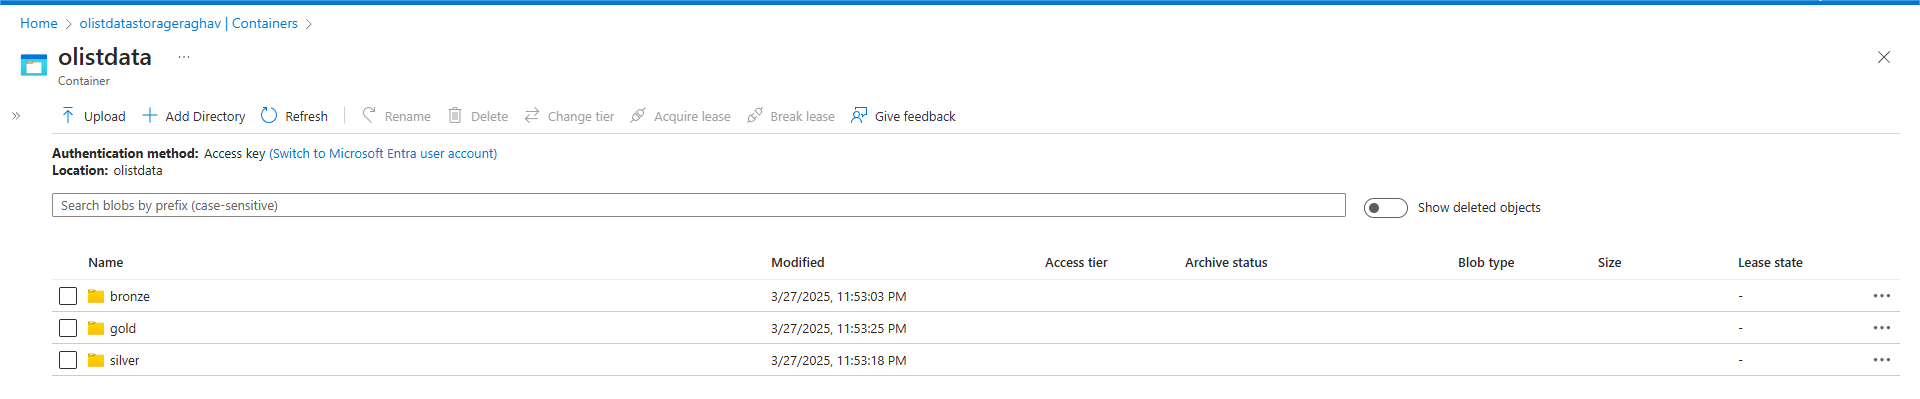 Home > olistdatastorageraghav | Containers >
olistdata ...
Container
» Upload Add Directory Refresh Rename Delete Change tier Acquire lease Break lease Give feedback
Authentication method: Access key (Switch to Microsoft Entra user account)
Location: olistdata
Search blobs by prefix (case-sensitive) Show deleted objects
Name Modified Access tier Archive status Blob type Size Lease state
bronze 3/27/2025, 11:53:03 PM - ...
gold 3/27/2025, 11:53:25 PM - ...
silver 3/27/2025, 11:53:18 PM - ...